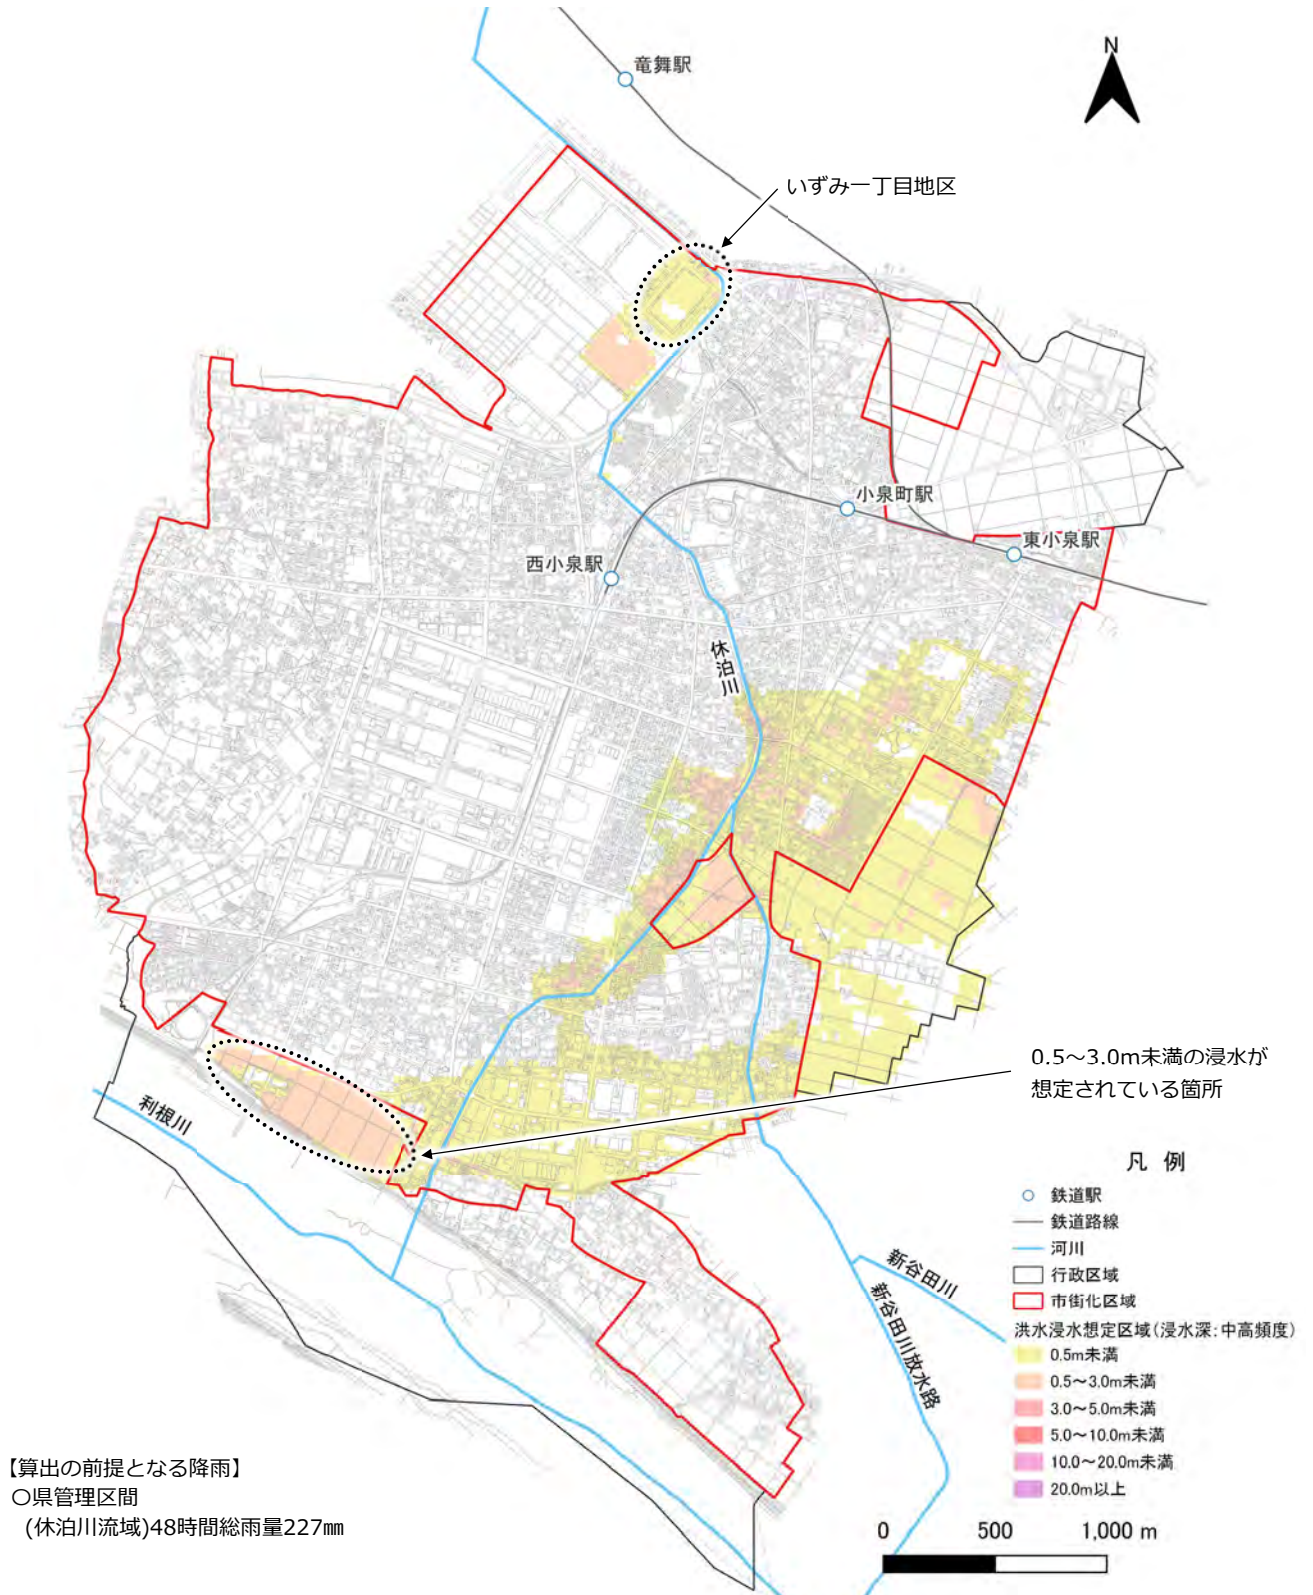 竜舞駅
N
いずみ一丁目地区
小泉町駅
東小泉駅
西小泉駅
休泊川
0.5～3.0m未満の浸水が
想定されている箇所
利根川
凡 例
鉄道駅
鉄道路線
河川
行政区域
市街化区域
洪水浸水想定区域(浸水深:中高頻度)
0.5m未満
0.5～3.0m未満
3.0～5.0m未満
5.0～10.0m未満
10.0～20.0m未満
20.0m以上
新谷田川
新谷田川放水路
【算出の前提となる降雨】
○県管理区間
(休泊川流域)48時間総雨量227㎜
0 500 1,000 m